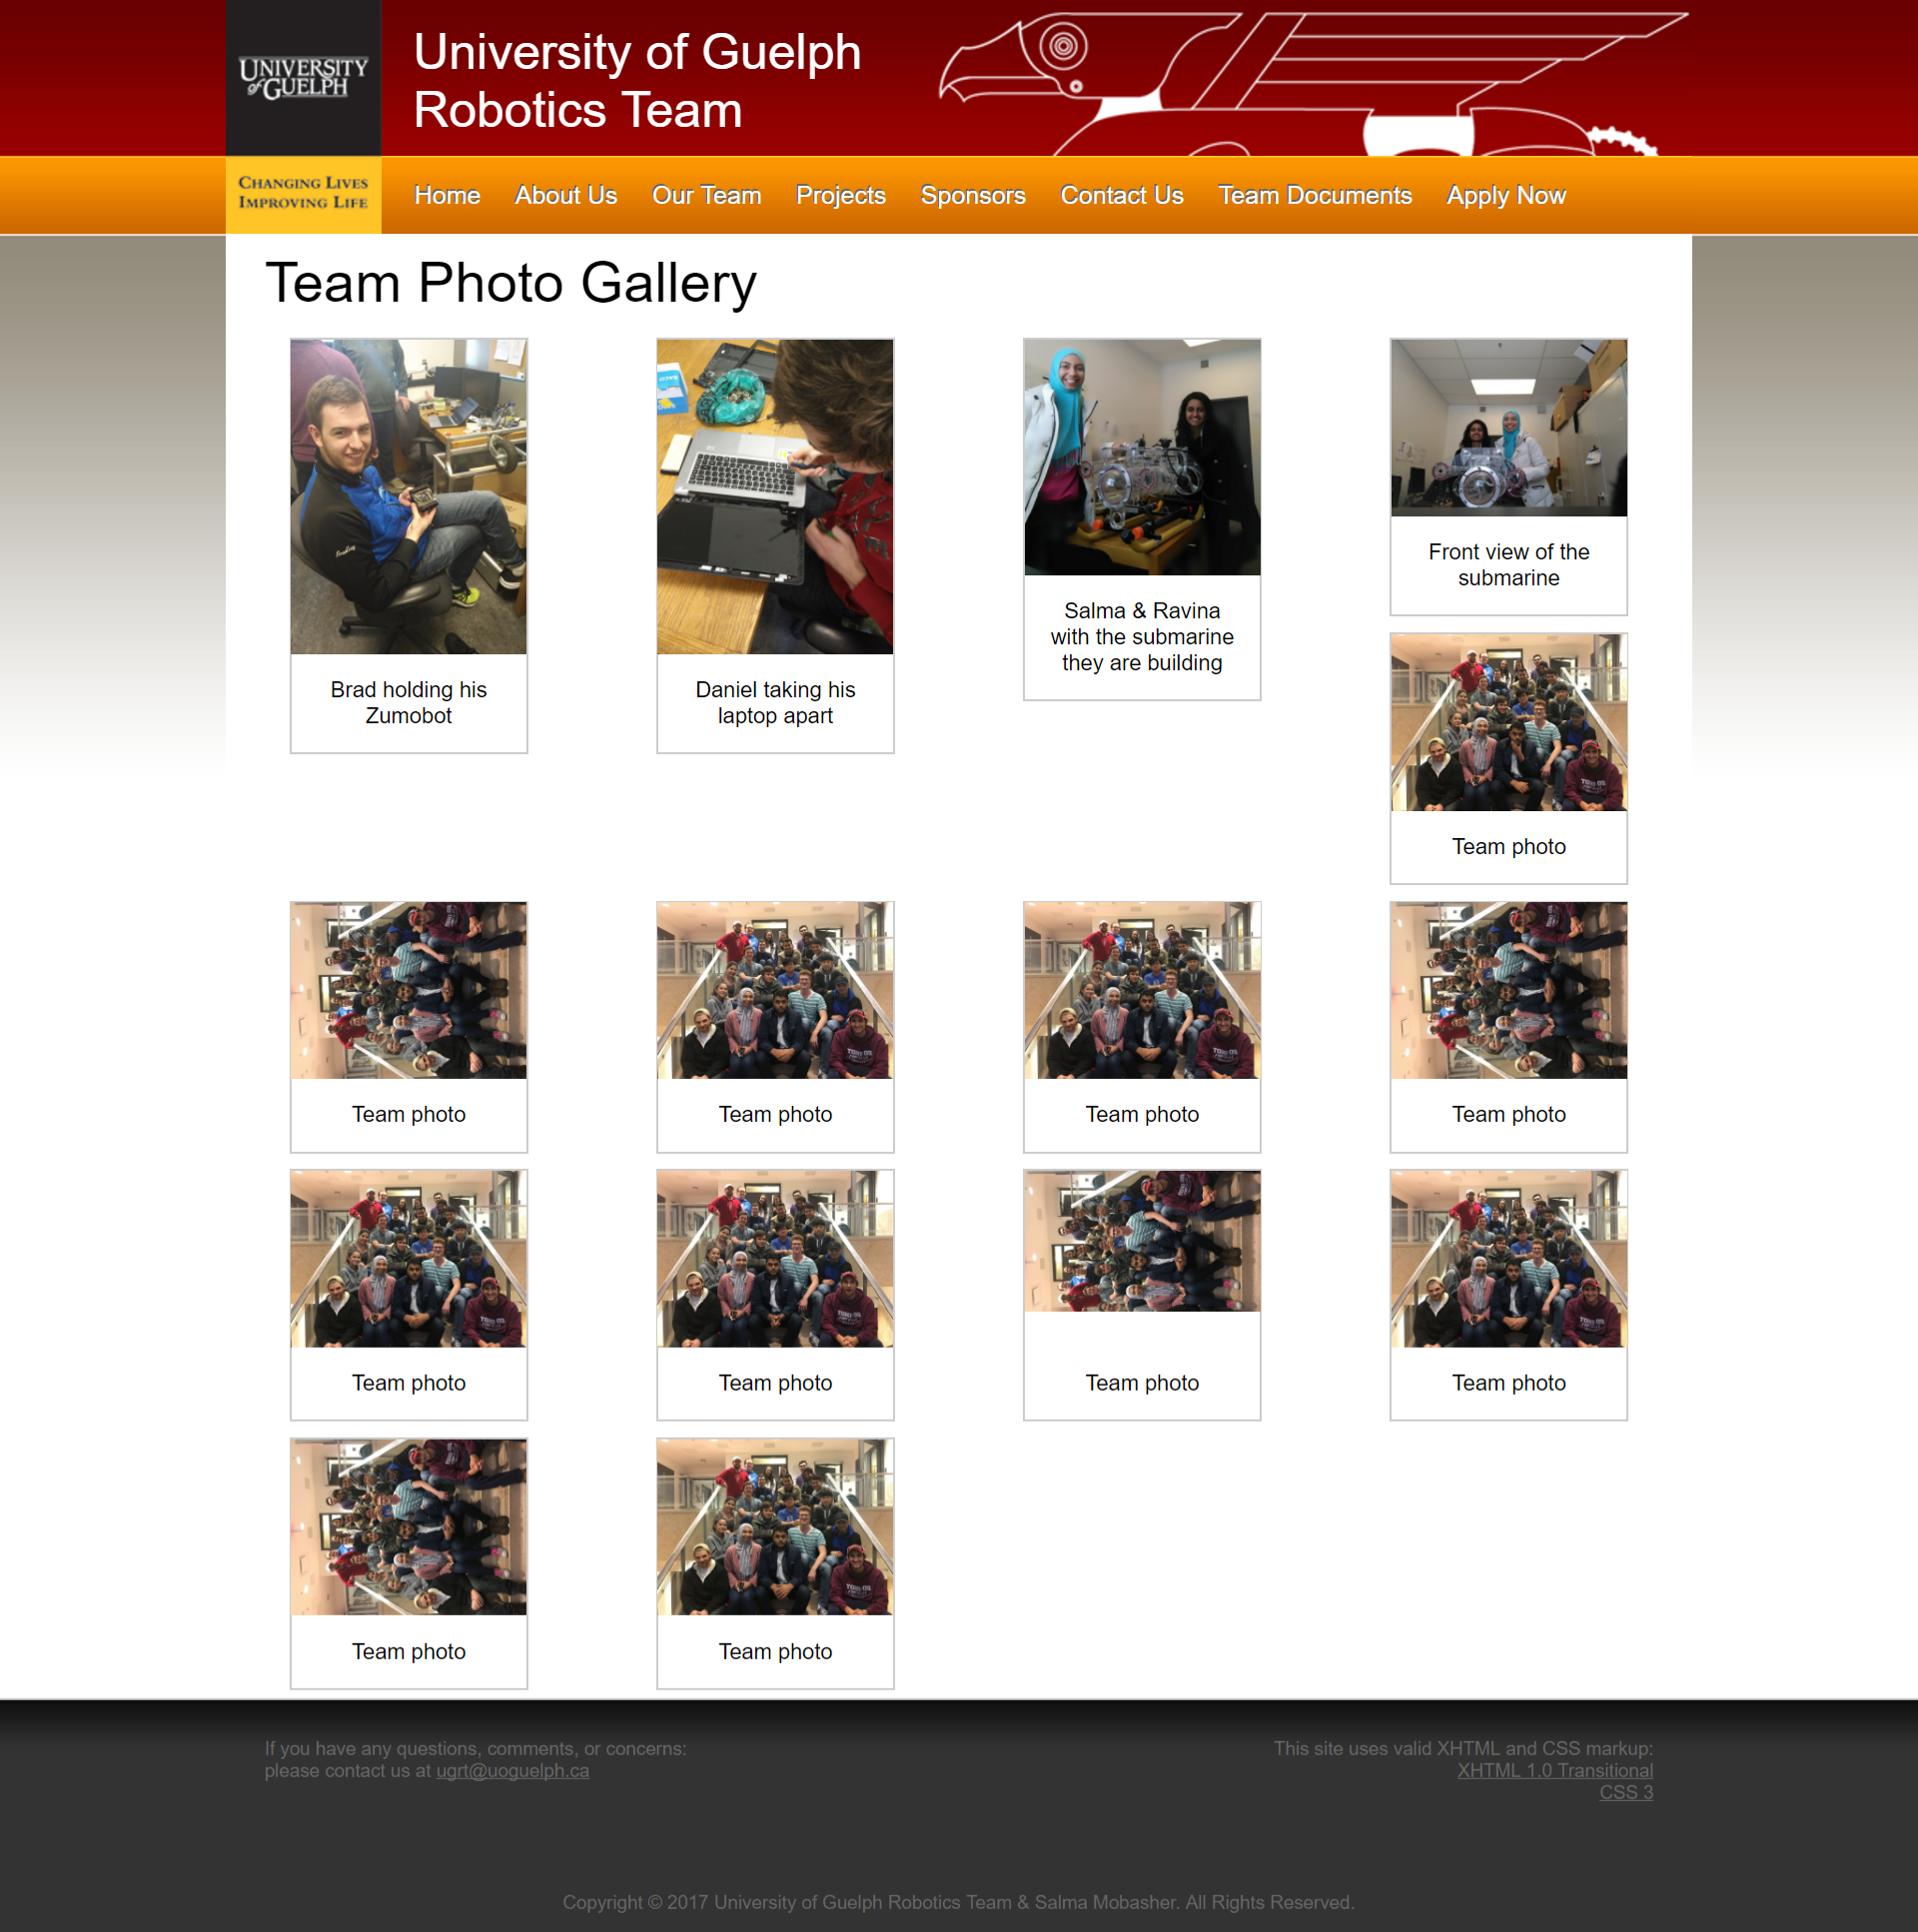 UNIVERSITY
of GUELPH
University of Guelph
Robotics Team
CHANGING LIVES
IMPROVING LIFE
Home About Us Our Team Projects Sponsors Contact Us Team Documents Apply Now
Team Photo Gallery
Brad holding his
Zumobot
Daniel taking his
laptop apart
Salma & Ravina
with the submarine
they are building
Front view of the
submarine
Team photo
Team photo
Team photo
Team photo
Team photo
Team photo
Team photo
Team photo
Team photo
Team photo
Team photo
If you have any questions, comments, or concerns:
please contact us at ugrt@uoguelph.ca
This site uses valid XHTML and CSS markup:
XHTML 1.0 Transitional
CSS 3
Copyright © 2017 University of Guelph Robotics Team & Salma Mobasher. All Rights Reserved.